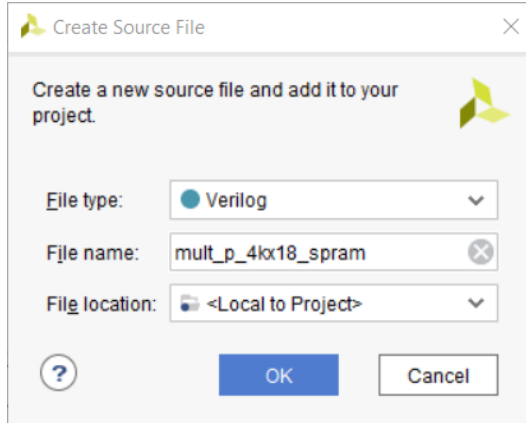 Create Source File
Create a new source file and add it to your
project.
File type: Verilog
File name: mult_p_4kx18_spram
File location: <Local to Project>
? OK Cancel